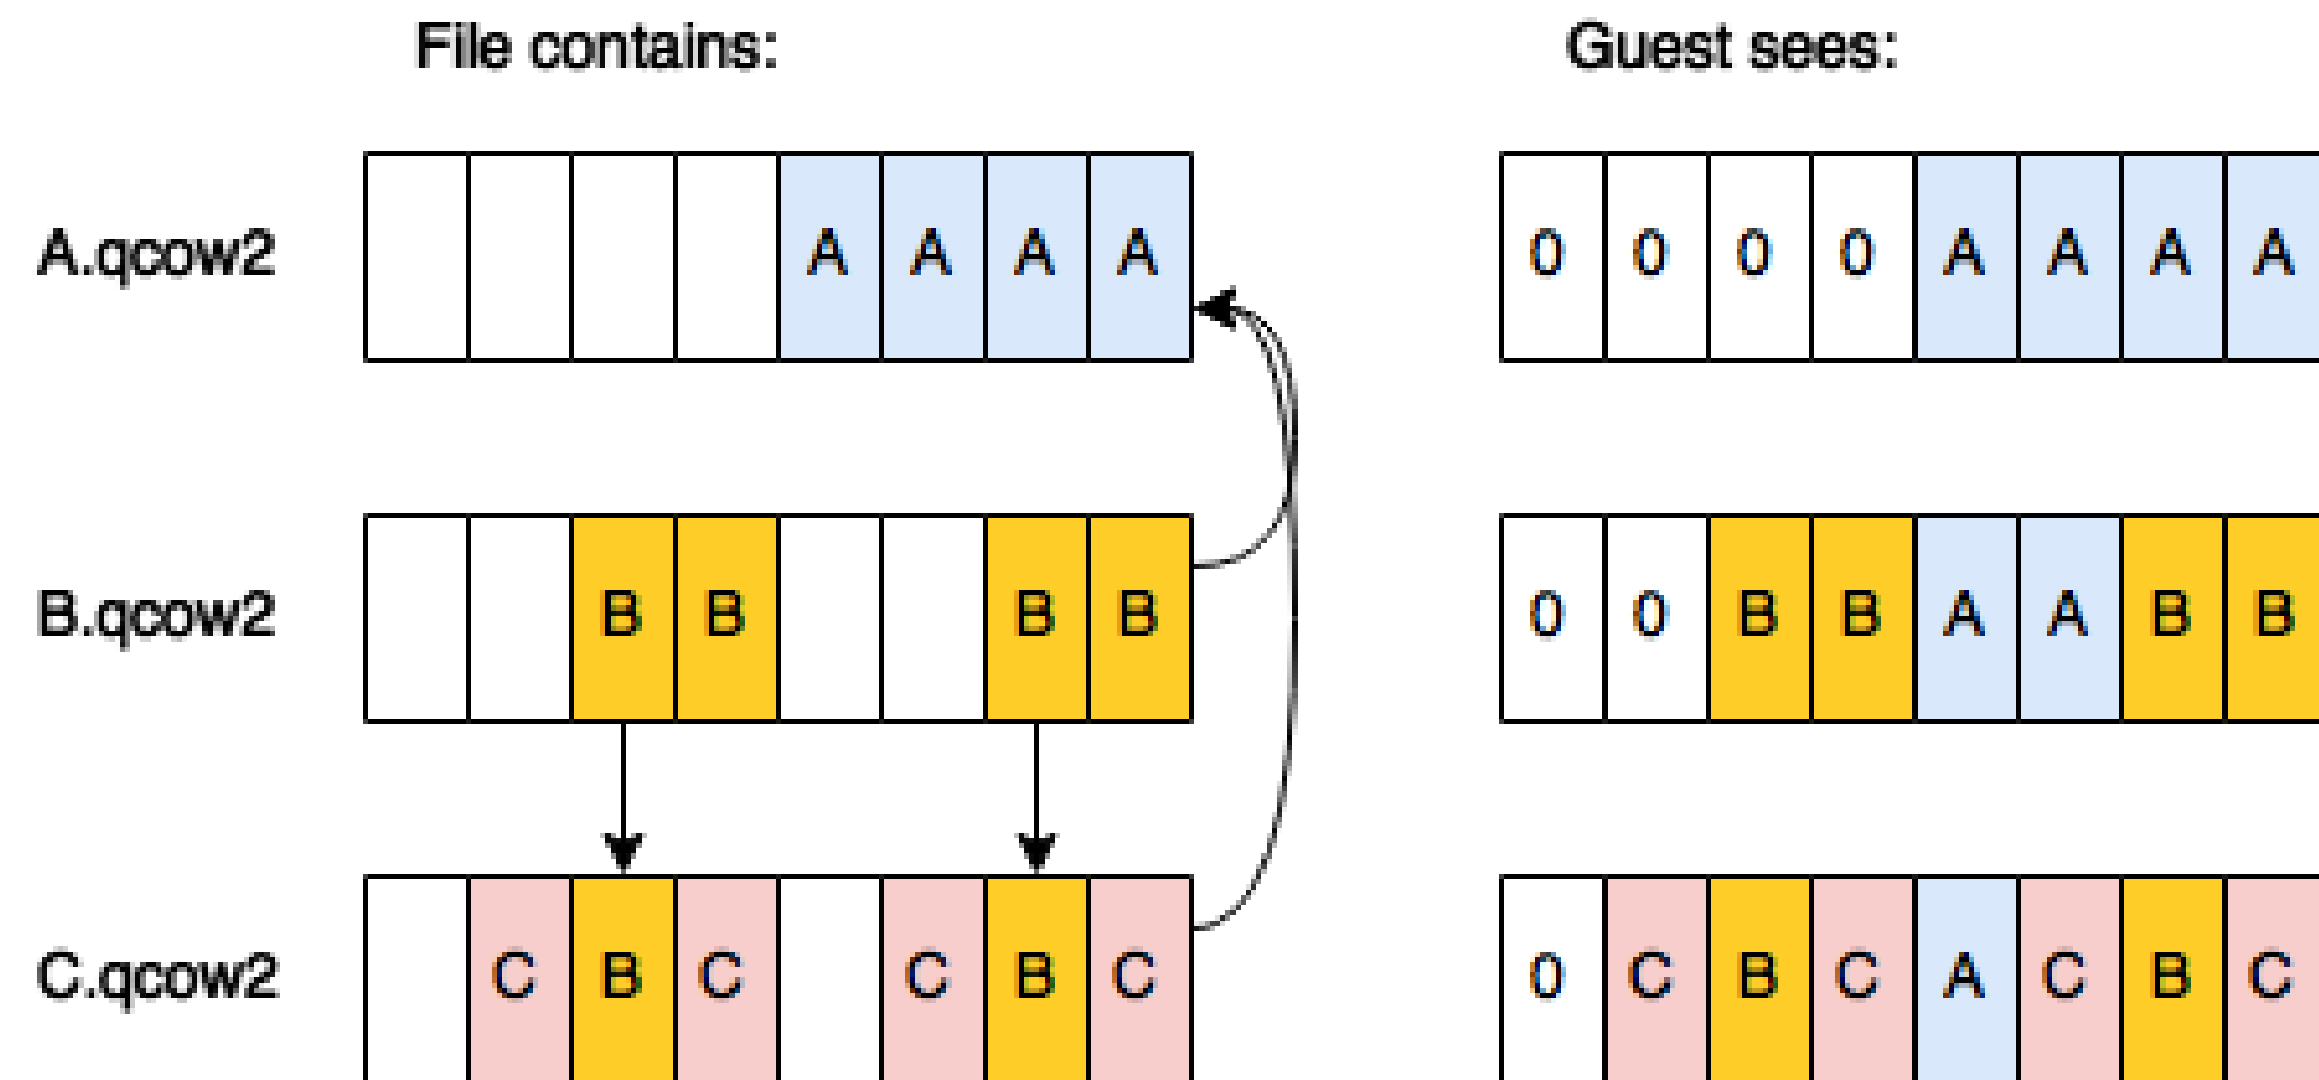 File contains: Guest sees:
A.qcow2 A A A A 0 0 0 0 A A A A
B.qcow2 B B B B 0 0 B B A A B B
C.qcow2 C B C C B C 0 C B C A C B C